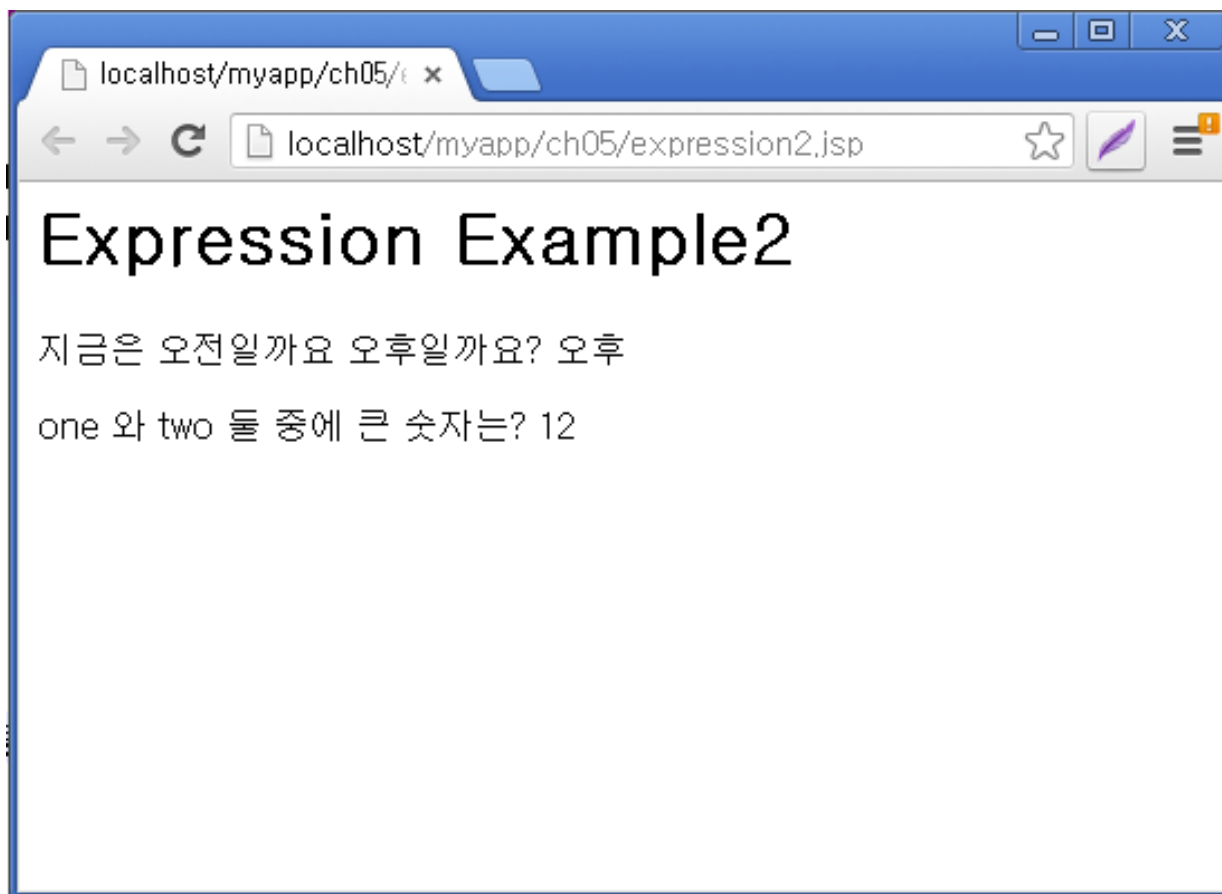 localhost/myapp/ch05/
localhost/myapp/ch05/expression2.jsp
Expression Example2
지금은 오전일까요 오후일까요? 오후
one 와 two 둘 중에 큰 숫자는? 12